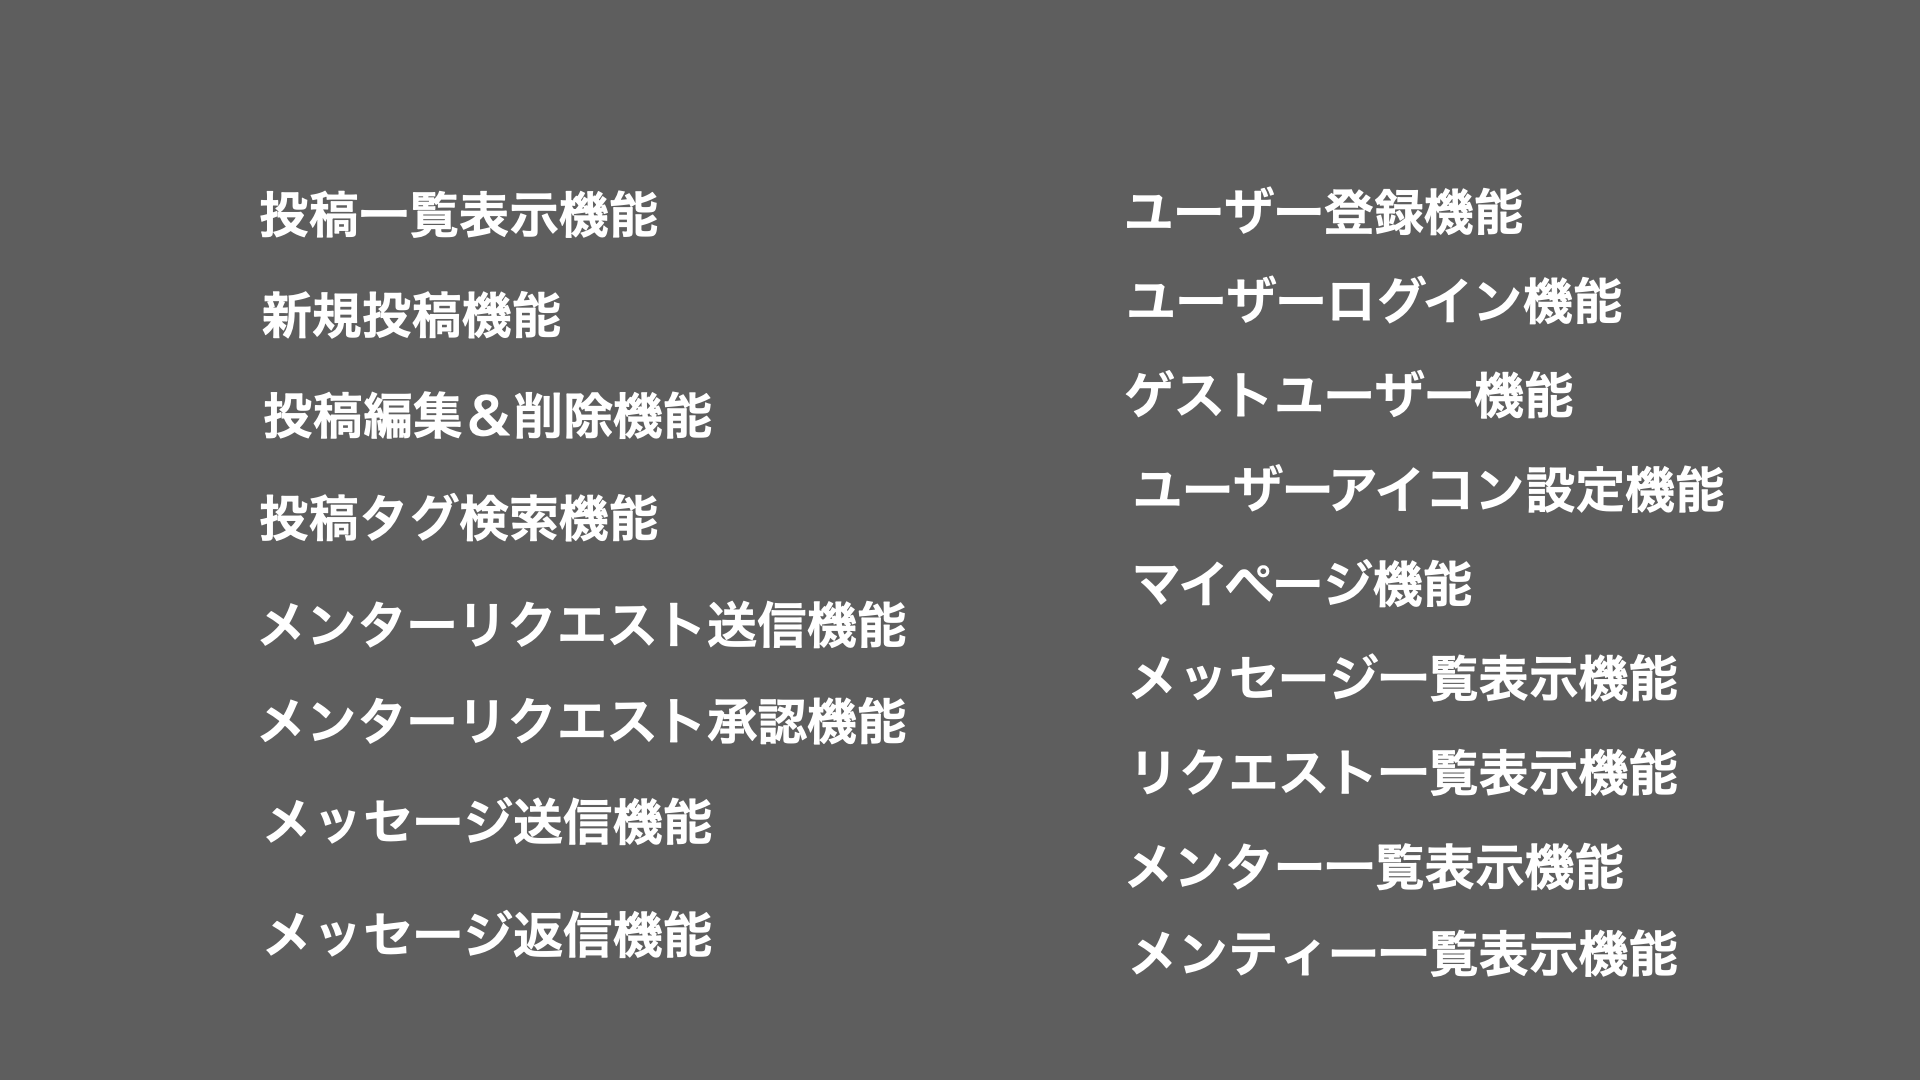 投稿一覧表示機能
新規投稿機能
投稿編集＆削除機能
投稿タグ検索機能
メンターリクエスト送信機能
メンターリクエスト承認機能
メッセージ送信機能
メッセージ返信機能
ユーザー登録機能
ユーザーログイン機能
ゲストユーザー機能
ユーザーアイコン設定機能
マイページ機能
メッセージ一覧表示機能
リクエスト一覧表示機能
メンター一覧表示機能
メンティー一覧表示機能